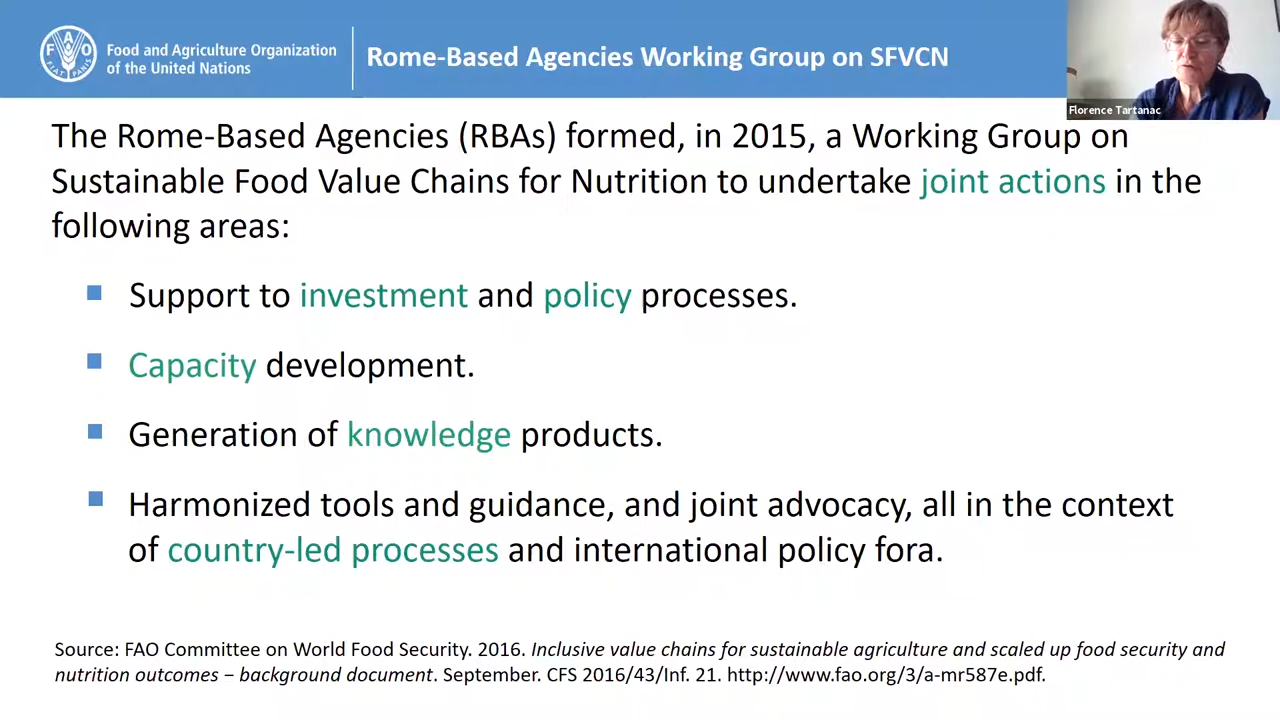 FAO
FIAT PANIS
Food and Agriculture Organization
of the United Nations
Rome-Based Agencies Working Group on SFVCN
Florence Tartanac
The Rome-Based Agencies (RBAs) formed, in 2015, a Working Group on
Sustainable Food Value Chains for Nutrition to undertake joint actions in the
following areas:
Support to investment and policy processes.
Capacity development.
Generation of knowledge products.
Harmonized tools and guidance, and joint advocacy, all in the context
of country-led processes and international policy fora.
Source: FAO Committee on World Food Security. 2016. Inclusive value chains for sustainable agriculture and scaled up food security and
nutrition outcomes – background document. September. CFS 2016/43/Inf. 21. http://www.fao.org/3/a-mr587e.pdf.